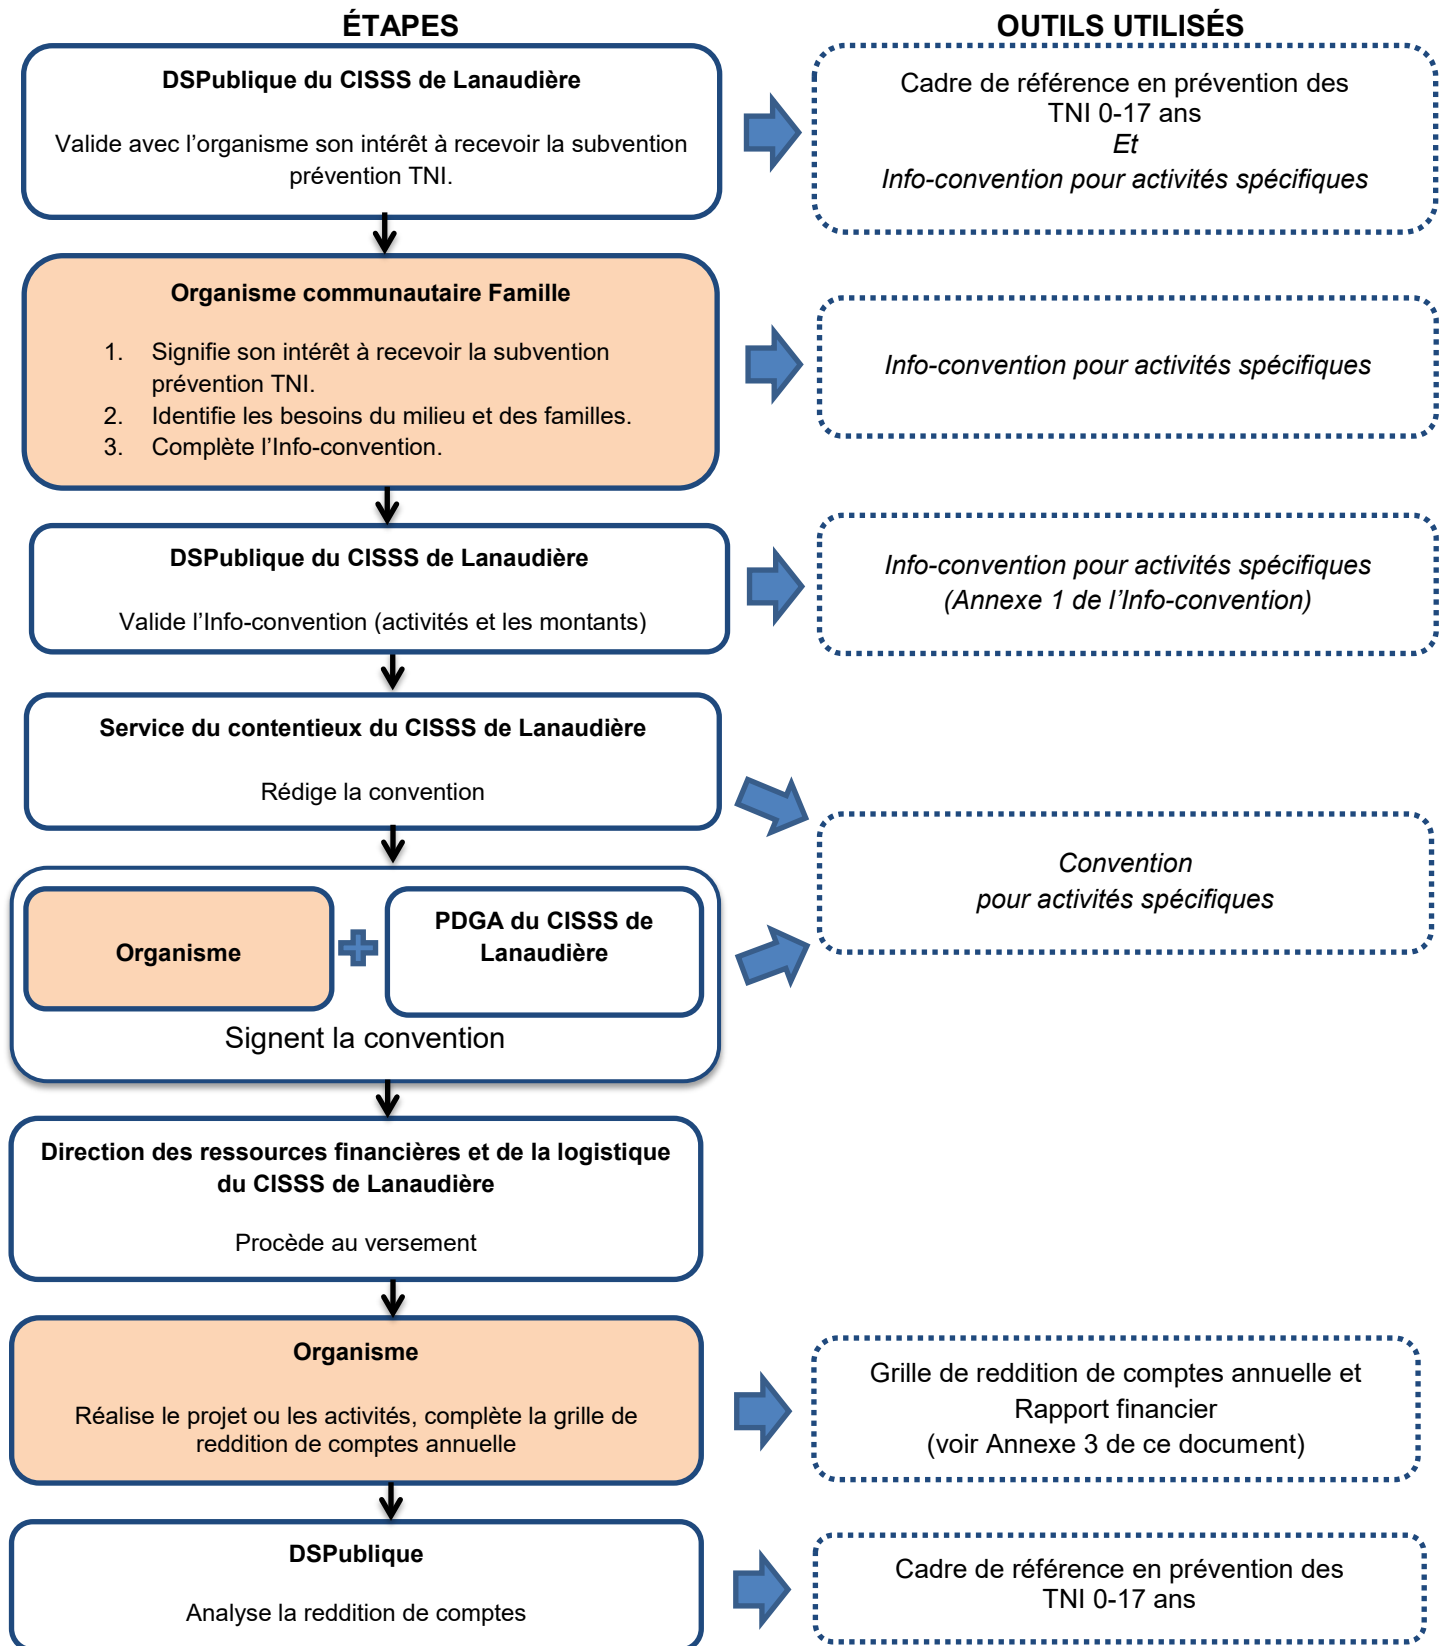 ÉTAPES
OUTILS UTILISÉS
DSPublique du CISSS de Lanaudière
Valide avec l’organisme son intérêt à recevoir la subvention
prévention TNI.
Cadre de référence en prévention des
TNI 0-17 ans
Et
Info-convention pour activités spécifiques
Organisme communautaire Famille
1. Signifie son intérêt à recevoir la subvention
prévention TNI.
2. Identifie les besoins du milieu et des familles.
3. Complète l’Info-convention.
Info-convention pour activités spécifiques
DSPublique du CISSS de Lanaudière
Valide l’Info-convention (activités et les montants)
Info-convention pour activités spécifiques
(Annexe 1 de l’Info-convention)
Service du contentieux du CISSS de Lanaudière
Rédige la convention
Organisme
PDGA du CISSS de
Lanaudière
Signent la convention
Convention
pour activités spécifiques
Direction des ressources financières et de la logistique
du CISSS de Lanaudière
Procède au versement
Organisme
Réalise le projet ou les activités, complète la grille de
reddition de comptes annuelle
Grille de reddition de comptes annuelle et
Rapport financier
(voir Annexe 3 de ce document)
DSPublique
Analyse la reddition de comptes
Cadre de référence en prévention des
TNI 0-17 ans